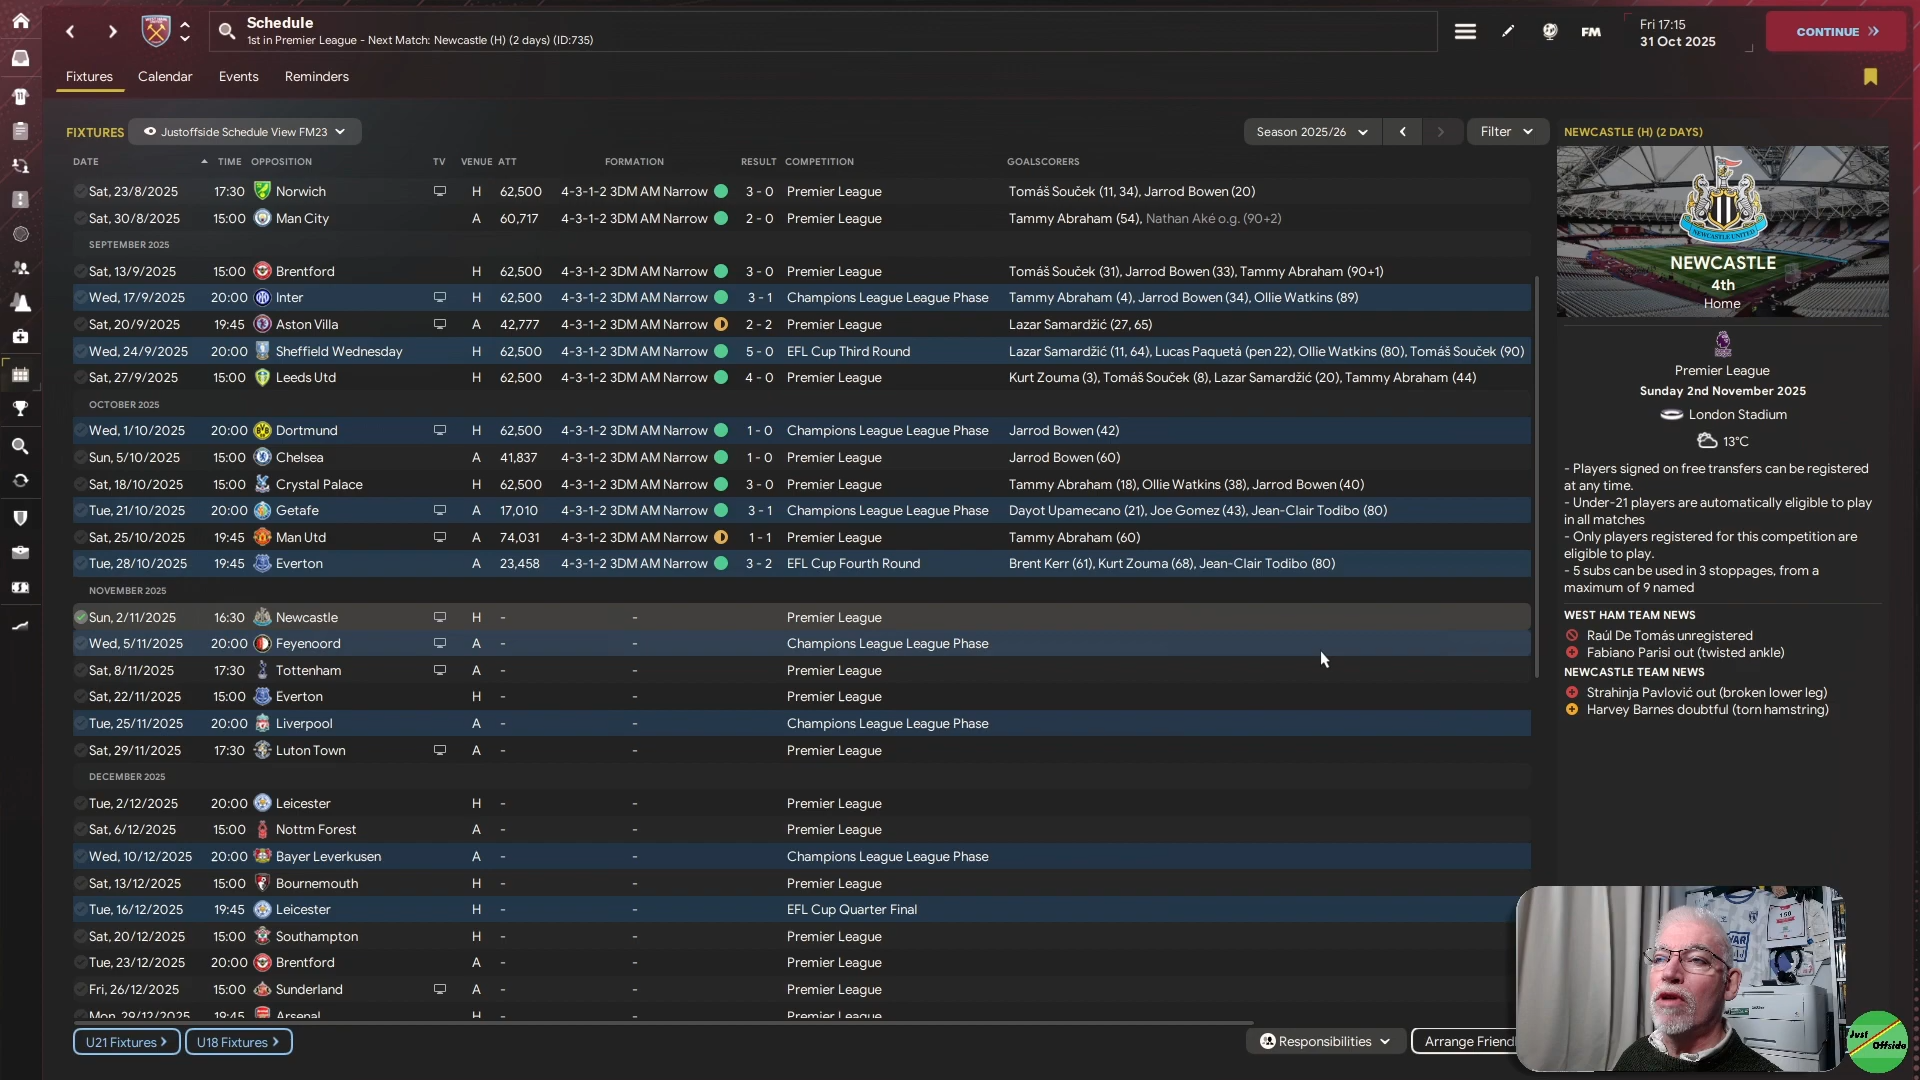 Schedule
1st in Premier League - Next Match: Newcastle (H) (2 days) (ID:735)
FM
Fri 17:15
31 Oct 2025
CONTINUE
Fixtures Calendar Events Reminders
FIXTURES Justoffside Schedule View FM23 Season 2025/26 Filter
DATE TIME OPPOSITION TV VENUE ATT FORMATION RESULT COMPETITION GOALSCORERS
Sat, 23/8/2025 17:30 Norwich H 62,500 4-3-1-2 3DM AM Narrow 3 - 0 Premier League Tomáš Souček (11, 34), Jarrod Bowen (20)
Sat, 30/8/2025 15:00 Man City A 60,717 4-3-1-2 3DM AM Narrow 2 - 0 Premier League Tammy Abraham (54), Nathan Aké o.g. (90+2)
SEPTEMBER 2025
Sat, 13/9/2025 15:00 Brentford H 62,500 4-3-1-2 3DM AM Narrow 3 - 0 Premier League Tomáš Souček (31), Jarrod Bowen (33), Tammy Abraham (90+1)
Wed, 17/9/2025 20:00 Inter H 62,500 4-3-1-2 3DM AM Narrow 3 - 1 Champions League League Phase Tammy Abraham (4), Jarrod Bowen (34), Ollie Watkins (89)
Sat, 20/9/2025 19:45 Aston Villa A 42,777 4-3-1-2 3DM AM Narrow 2 - 2 Premier League Lazar Samardžić (27, 65)
Wed, 24/9/2025 20:00 Sheffield Wednesday H 62,500 4-3-1-2 3DM AM Narrow 5 - 0 EFL Cup Third Round Lazar Samardžić (11, 64), Lucas Paquetá (pen 22), Ollie Watkins (80), Tomáš Souček (90)
Sat, 27/9/2025 15:00 Leeds Utd H 62,500 4-3-1-2 3DM AM Narrow 4 - 0 Premier League Kurt Zouma (3), Tomáš Souček (8), Lazar Samardžić (20), Tammy Abraham (44)
OCTOBER 2025
Wed, 1/10/2025 20:00 Dortmund H 62,500 4-3-1-2 3DM AM Narrow 1 - 0 Champions League League Phase Jarrod Bowen (42)
Sun, 5/10/2025 15:00 Chelsea A 41,837 4-3-1-2 3DM AM Narrow 1 - 0 Premier League Jarrod Bowen (60)
Sat, 18/10/2025 15:00 Crystal Palace H 62,500 4-3-1-2 3DM AM Narrow 3 - 0 Premier League Tammy Abraham (18), Ollie Watkins (38), Jarrod Bowen (40)
Tue, 21/10/2025 20:00 Getafe A 17,010 4-3-1-2 3DM AM Narrow 3 - 1 Champions League League Phase Dayot Upamecano (21), Joe Gomez (43), Jean-Clair Todibo (80)
Sat, 25/10/2025 19:45 Man Utd A 74,031 4-3-1-2 3DM AM Narrow 1 - 1 Premier League Tammy Abraham (60)
Tue, 28/10/2025 19:45 Everton A 23,458 4-3-1-2 3DM AM Narrow 3 - 2 EFL Cup Fourth Round Brent Kerr (61), Kurt Zouma (68), Jean-Clair Todibo (80)
NOVEMBER 2025
Sun, 2/11/2025 16:30 Newcastle H - - Premier League
Wed, 5/11/2025 20:00 Feyenoord A - - Champions League League Phase
Sat, 8/11/2025 17:30 Tottenham A - - Premier League
Sat, 22/11/2025 15:00 Everton H - - Premier League
Tue, 25/11/2025 20:00 Liverpool A - - Champions League League Phase
Sat, 29/11/2025 17:30 Luton Town A - - Premier League
DECEMBER 2025
Tue, 2/12/2025 20:00 Leicester H - - Premier League
Sat, 6/12/2025 15:00 Nottm Forest A - - Premier League
Wed, 10/12/2025 20:00 Bayer Leverkusen A - - Champions League League Phase
Sat, 13/12/2025 15:00 Bournemouth H - - Premier League
Tue, 16/12/2025 19:45 Leicester H - - EFL Cup Quarter Final
Sat, 20/12/2025 15:00 Southampton H - - Premier League
Tue, 23/12/2025 20:00 Brentford A - - Premier League
Fri, 26/12/2025 15:00 Sunderland A - - Premier League
Mon, 29/12/2025 19:45 Arsenal H - - Premier League
U21 Fixtures U18 Fixtures Responsibilities Arrange Friend
NEWCASTLE (H) (2 DAYS)
NEWCASTLE UNITED
NEWCASTLE
4th
Home
Premier League
Sunday 2nd November 2025
London Stadium
13°C
- Players signed on free transfers can be registered
at any time.
- Under-21 players are automatically eligible to play
in all matches
- Only players registered for this competition are
eligible to play.
- 5 subs can be used in 3 stoppages, from a
maximum of 9 named
WEST HAM TEAM NEWS
Raúl De Tomás unregistered
Fabiano Parisi out (twisted ankle)
NEWCASTLE TEAM NEWS
Strahinja Pavlović out (broken lower leg)
Harvey Barnes doubtful (torn hamstring)
150
Just
Offside